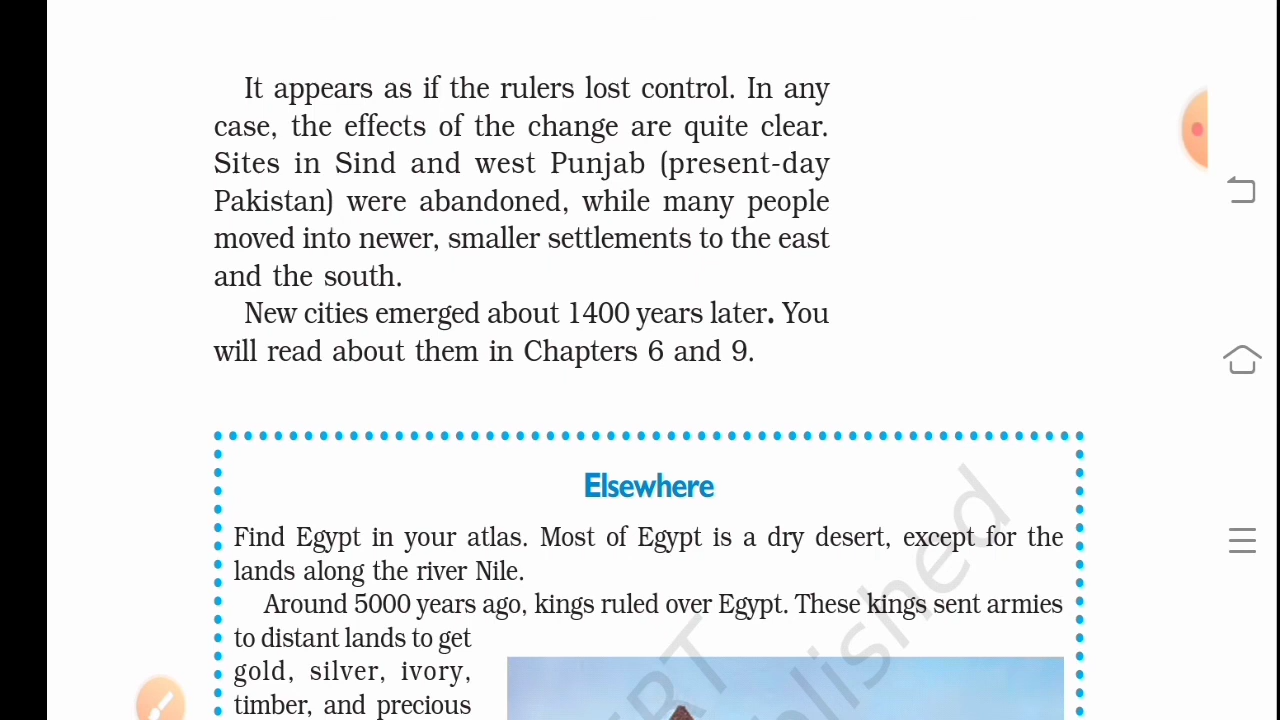 It appears as if the rulers lost control. In any
case, the effects of the change are quite clear.
Sites in Sind and west Punjab (present-day
Pakistan) were abandoned, while many people
moved into newer, smaller settlements to the east
and the south.
New cities emerged about 1400 years later. You
will read about them in Chapters 6 and 9.
Elsewhere
Find Egypt in your atlas. Most of Egypt is a dry desert, except for the
lands along the river Nile.
Around 5000 years ago, kings ruled over Egypt. These kings sent armies
to distant lands to get
gold, silver, ivory,
timber, and precious